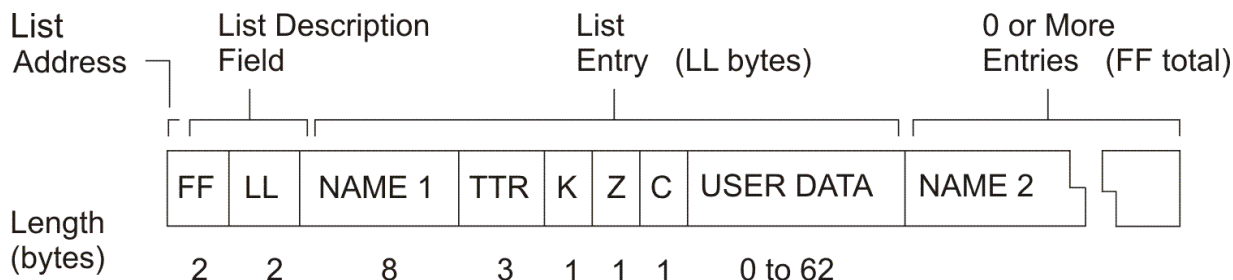 List
Address
List Description
Field
List
Entry (LL bytes)
0 or More
Entries (FF total)
FF LL NAME 1 TTR K Z C USER DATA NAME 2
Length
(bytes)
2 2 8 3 1 1 1 0 to 62